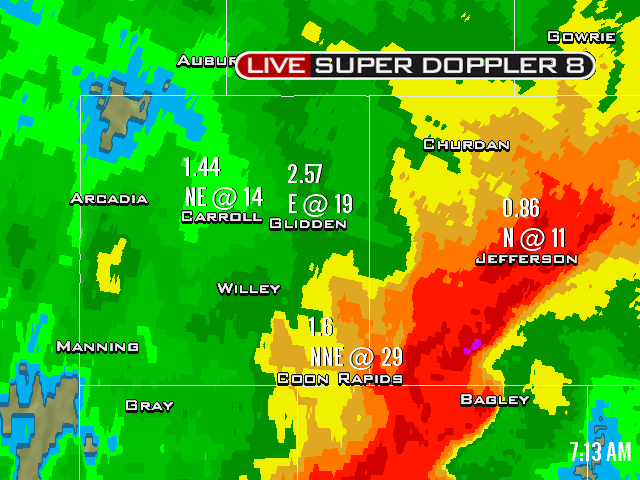 GOWRIE
AUBUR
LIVE SUPER DOPPLER 8
CHURDAN
1.44
NE @ 14
CARROLL
2.57
E @ 19
GLIDDEN
ARCADIA
0.86
N @ 11
JEFFERSON
WILLEY
1.6
NNE @ 29
COON RAPIDS
MANNING
GRAY
BAGLEY
7:13 AM